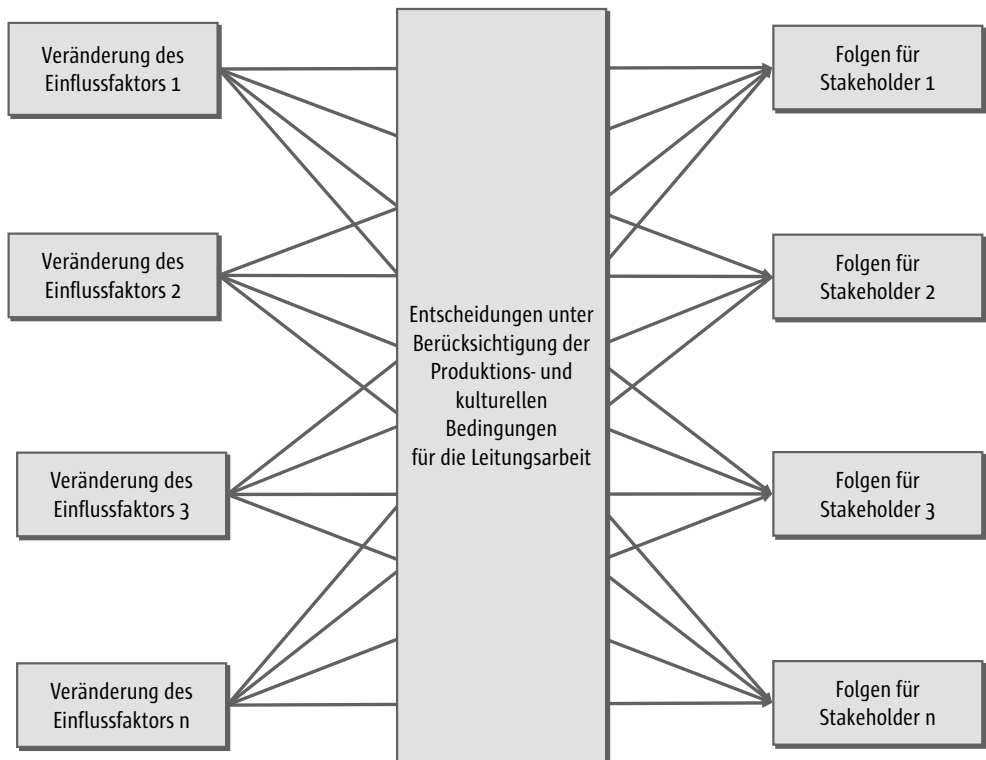 Veränderung des
Einflussfaktors 1
Veränderung des
Einflussfaktors 2
Veränderung des
Einflussfaktors 3
Veränderung des
Einflussfaktors n
Entscheidungen unter
Berücksichtigung der
Produktions- und
kulturellen
Bedingungen
für die Leitungsarbeit
Folgen für
Stakeholder 1
Folgen für
Stakeholder 2
Folgen für
Stakeholder 3
Folgen für
Stakeholder n